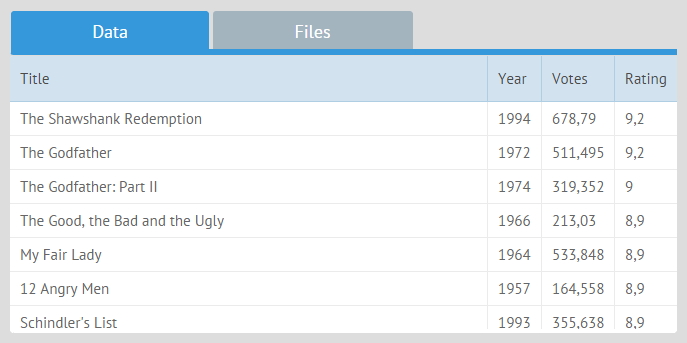 Data Files
Title Year Votes Rating
The Shawshank Redemption 1994 678,79 9,2
The Godfather 1972 511,495 9,2
The Godfather: Part II 1974 319,352 9
The Good, the Bad and the Ugly 1966 213,03 8,9
My Fair Lady 1964 533,848 8,9
12 Angry Men 1957 164,558 8,9
Schindler's List 1993 355,638 8,9